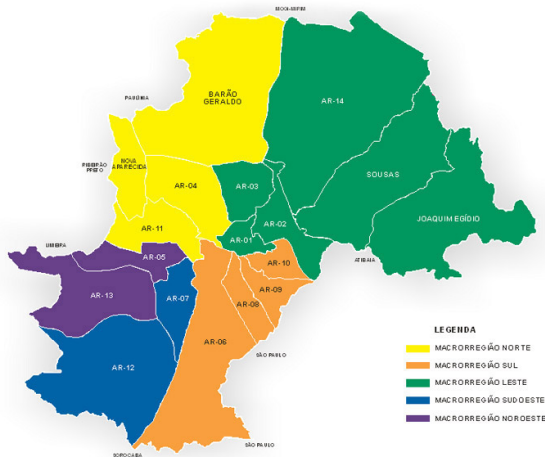 MOGI-MIRIM
PAULÍNIA
BARÃO
GERALDO
AR-14
RIBEIRÃO
PRETO
NOVA
APARECIDA
AR-04
AR-03
SOUSAS
AR-11
AR-02
JOAQUIM EGÍDIO
AR-01
LIMEIRA
AR-05
AR-10
ATIBAIA
AR-13
AR-07
AR-09
AR-08
AR-06
SÃO PAULO
AR-12
SÃO PAULO
SOROCABA
LEGENDA
MACRORREGIÃO NORTE
MACRORREGIÃO SUL
MACRORREGIÃO LESTE
MACRORREGIÃO SUDOESTE
MACRORREGIÃO NOROESTE